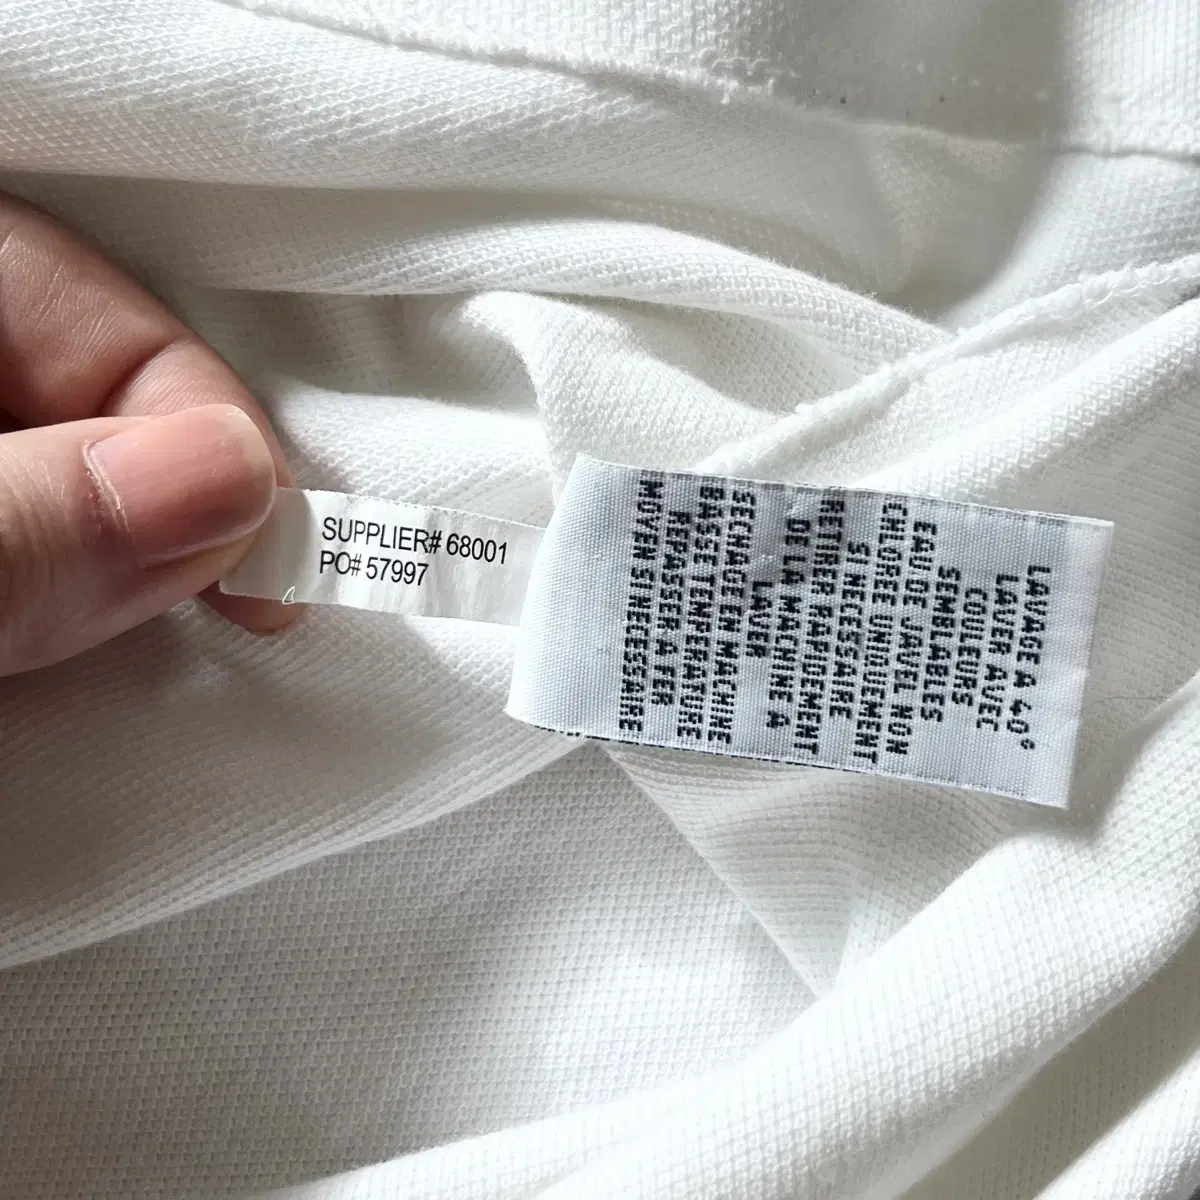 SUPPLIER# 68001
PO# 57997
LAVAGE A 40°
LAVER AVEC
COULEURS
SEMELABES
EAU DE JAVEL NON
CHLOREE UNIQUEMENT
SI NECESSAIRE
RETIRER RAPIDEMENT
DE LA MACHINE A
LAVER
SECHAGE EN MACHINE
BASSE TEMPERATURE
REPASSER A FER
MOYEN SI NECESSAIRE